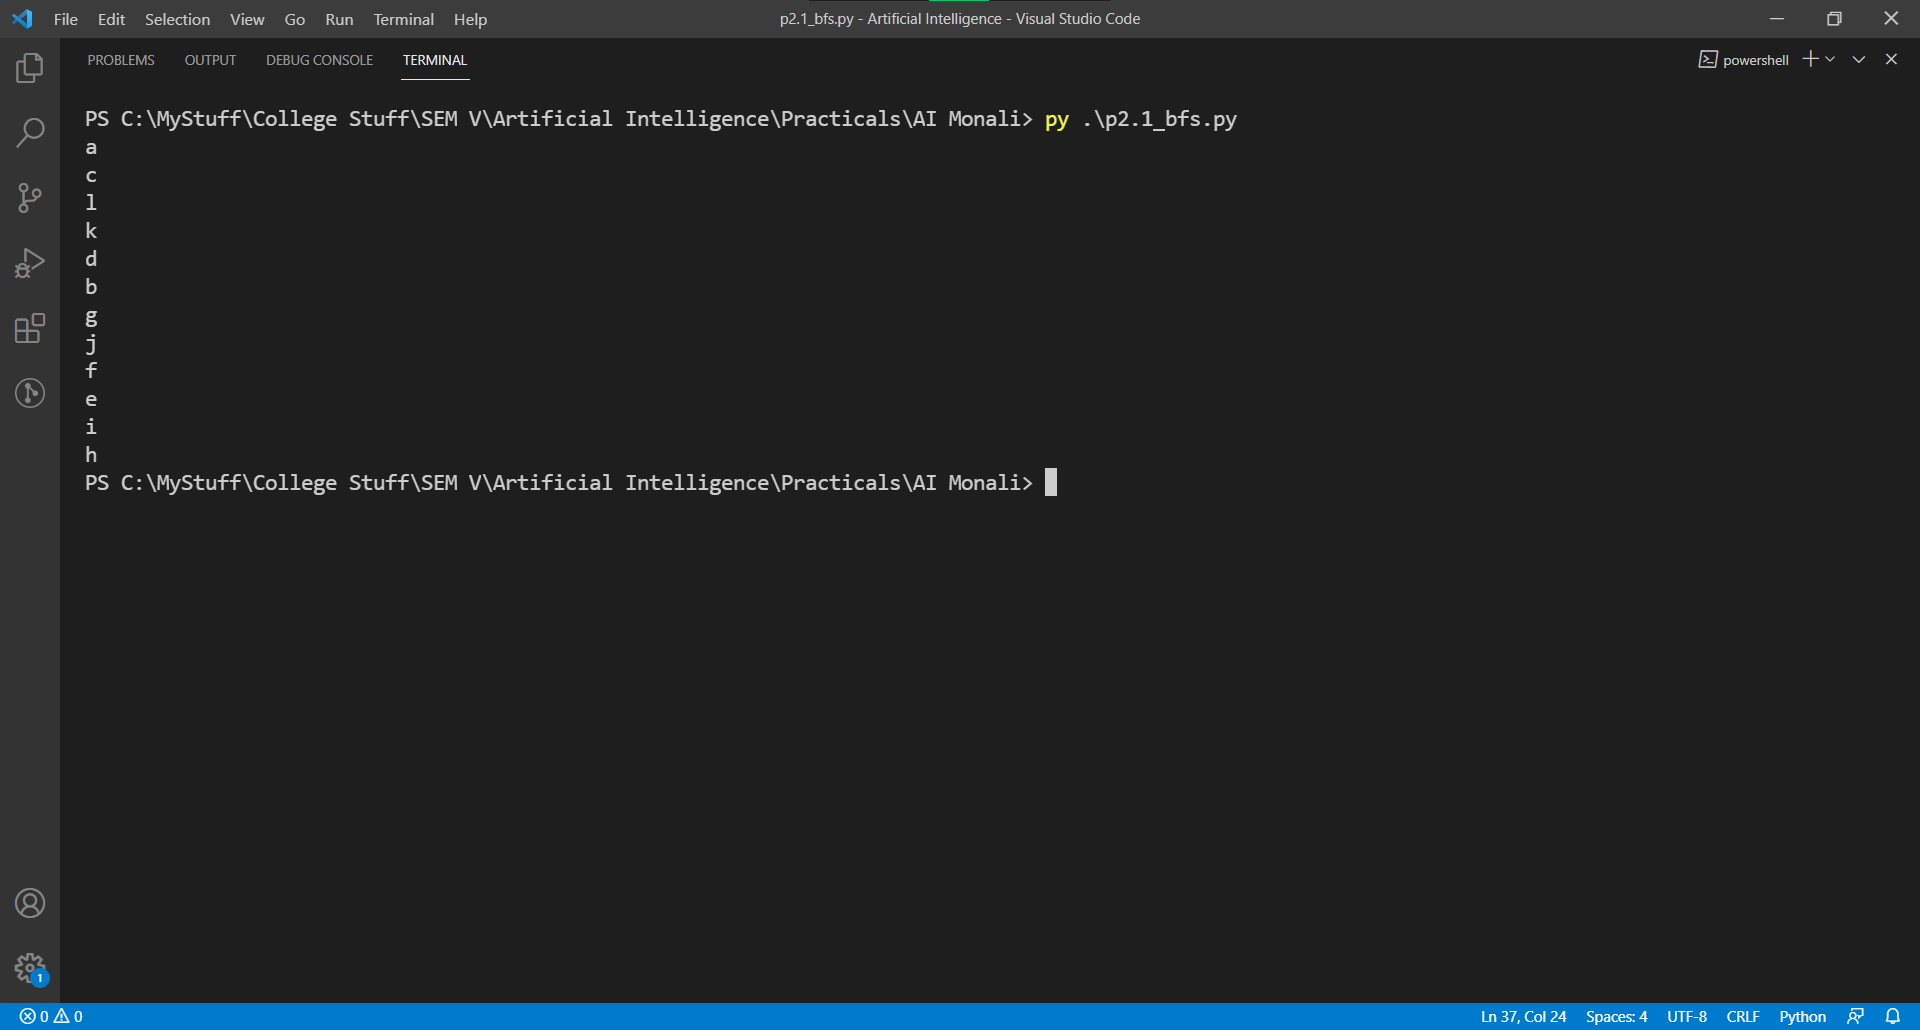 File Edit Selection View Go Run Terminal Help p2.1_bfs.py - Artificial Intelligence - Visual Studio Code
PROBLEMS OUTPUT DEBUG CONSOLE TERMINAL powershell
PS C:\MyStuff\College Stuff\SEM V\Artificial Intelligence\Practicals\AI Monali> py .\p2.1_bfs.py
a
c
l
k
d
b
g
j
f
e
i
h
PS C:\MyStuff\College Stuff\SEM V\Artificial Intelligence\Practicals\AI Monali>
1
0 0 Ln 37, Col 24 Spaces: 4 UTF-8 CRLF Python